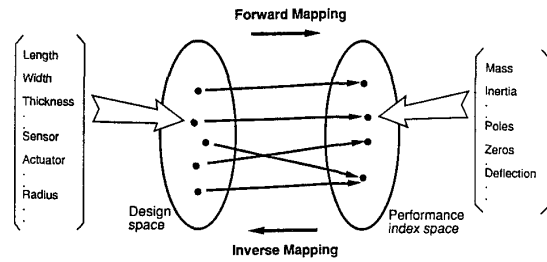 Forward Mapping
Length
Width
Thickness
.
.
Sensor
Actuator
.
Radius
.
.
Mass
Inertia
.
.
Poles
Zeros
Deflection
.
.
Design
space
Performance
index space
Inverse Mapping